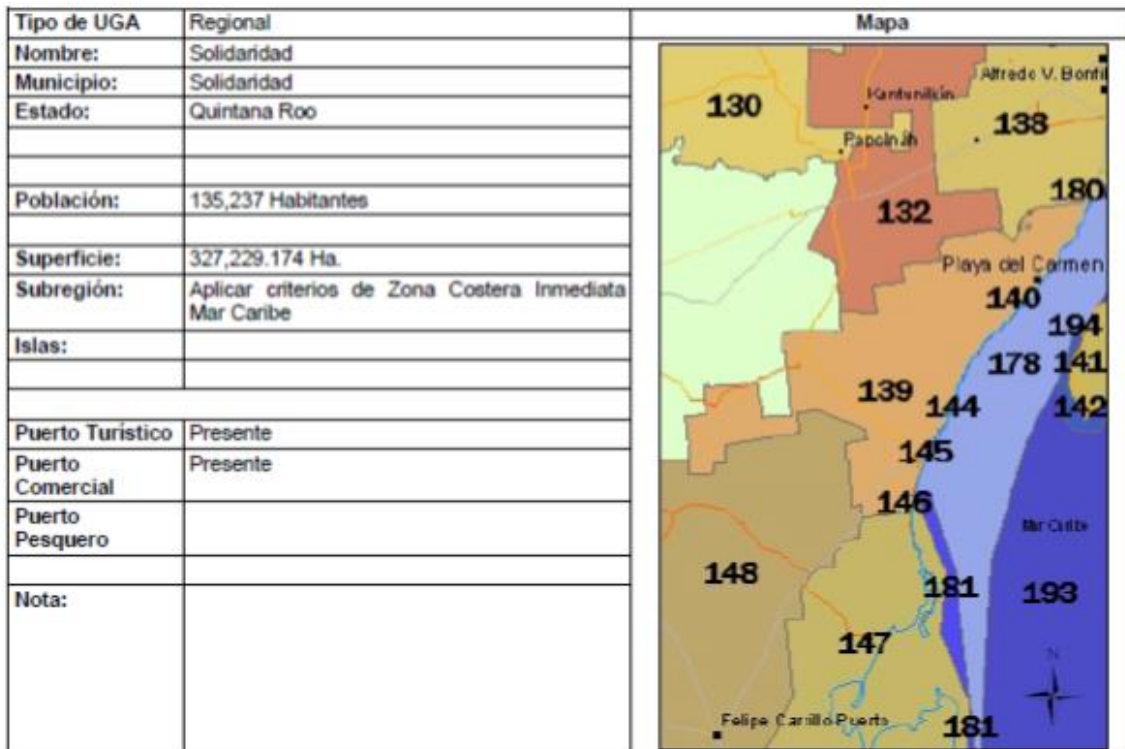 Tipo de UGA Regional Mapa
Nombre: Solidaridad
Municipio: Solidaridad
Estado: Quintana Roo
Población: 135,237 Habitantes
Superficie: 327,229.174 Ha.
Subregión: Aplicar criterios de Zona Costera Inmediata
Mar Caribe
Islas:
Puerto Turístico Presente
Puerto Presente
Comercial
Puerto
Pesquero
Nota:
Alfredo V. Bonfil
130
Kantunilkín
138
132
180
Playa del Carmen
140
194
178 141
139
144 142
145
146
Mar Caribe
148
181 193
147
N
Felipe Carrillo Puerto
181